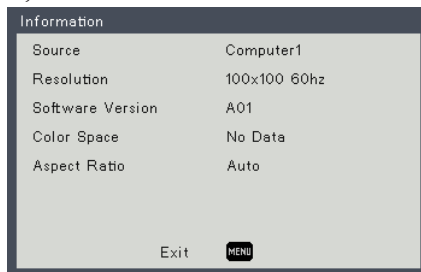 Information
Source Computer1
Resolution 100x100 60hz
Software Version A01
Color Space No Data
Aspect Ratio Auto
Exit MENU